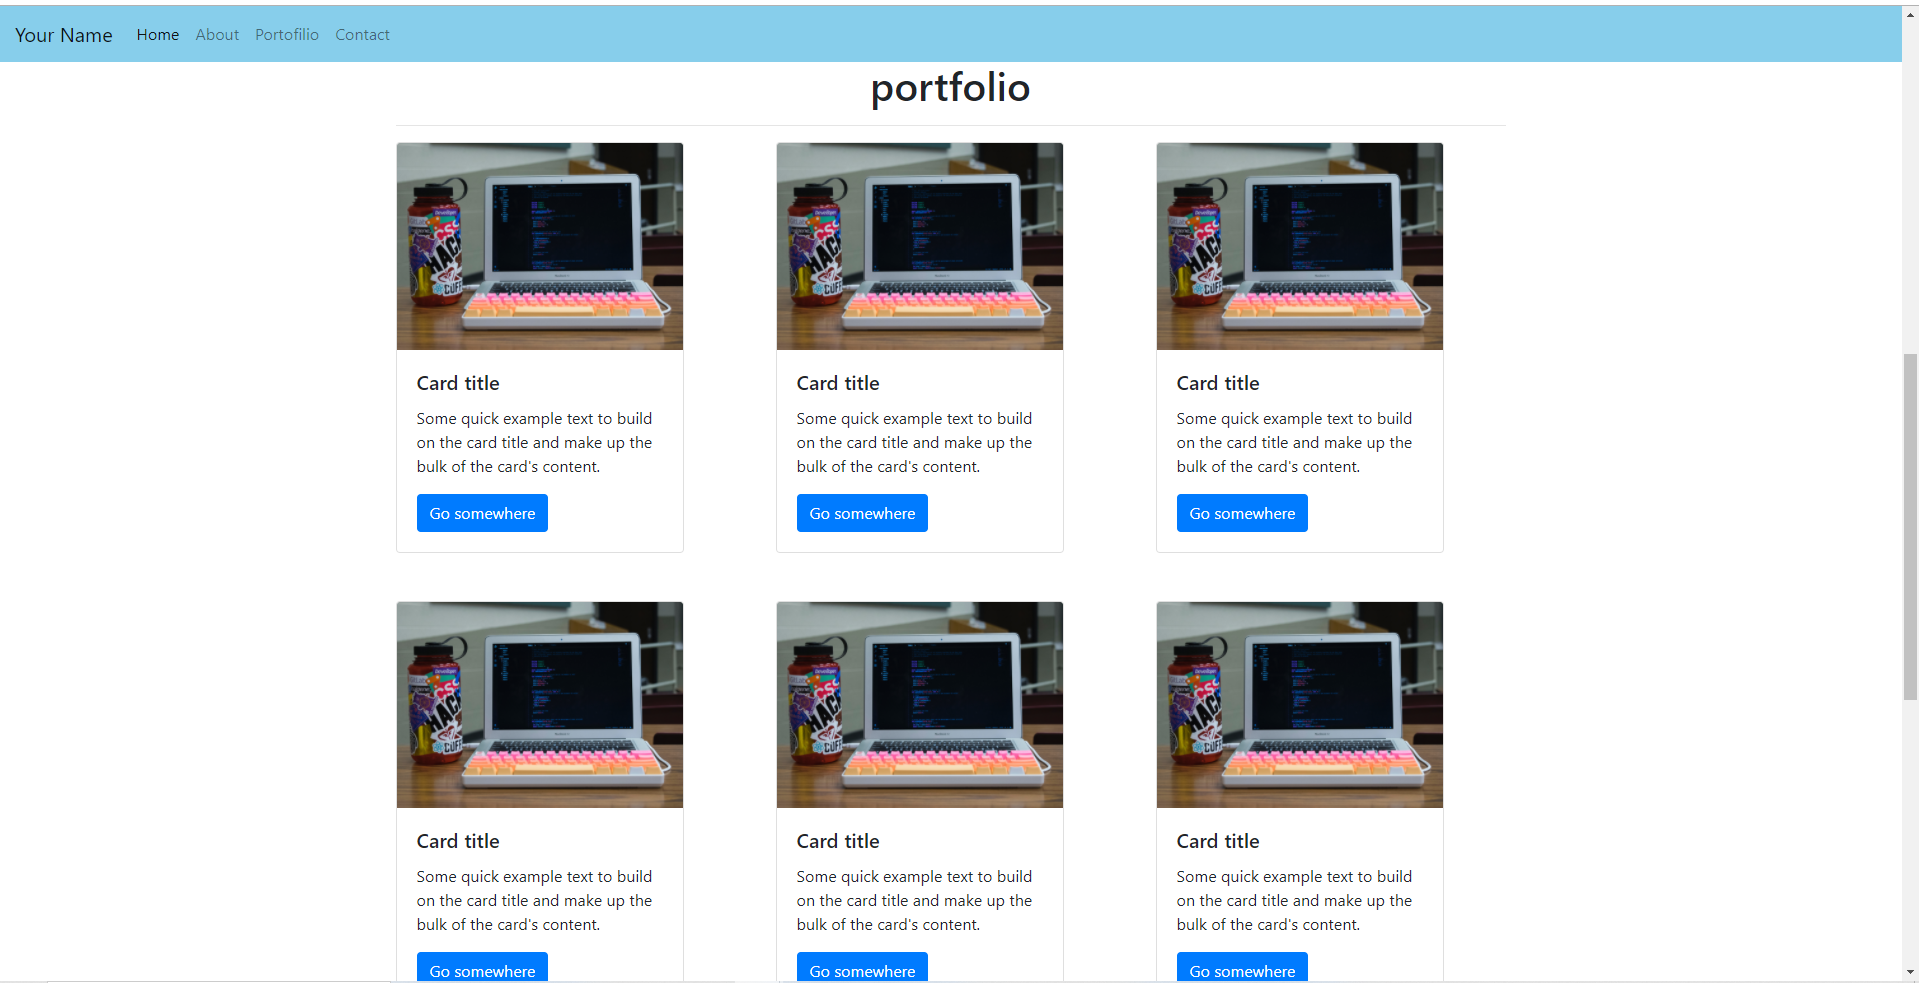 Your Name Home About Portofilio Contact
portfolio
Card title
Some quick example text to build
on the card title and make up the
bulk of the card's content.
Go somewhere
Card title
Some quick example text to build
on the card title and make up the
bulk of the card's content.
Go somewhere
Card title
Some quick example text to build
on the card title and make up the
bulk of the card's content.
Go somewhere
Card title
Some quick example text to build
on the card title and make up the
bulk of the card's content.
Go somewhere
Card title
Some quick example text to build
on the card title and make up the
bulk of the card's content.
Go somewhere
Card title
Some quick example text to build
on the card title and make up the
bulk of the card's content.
Go somewhere